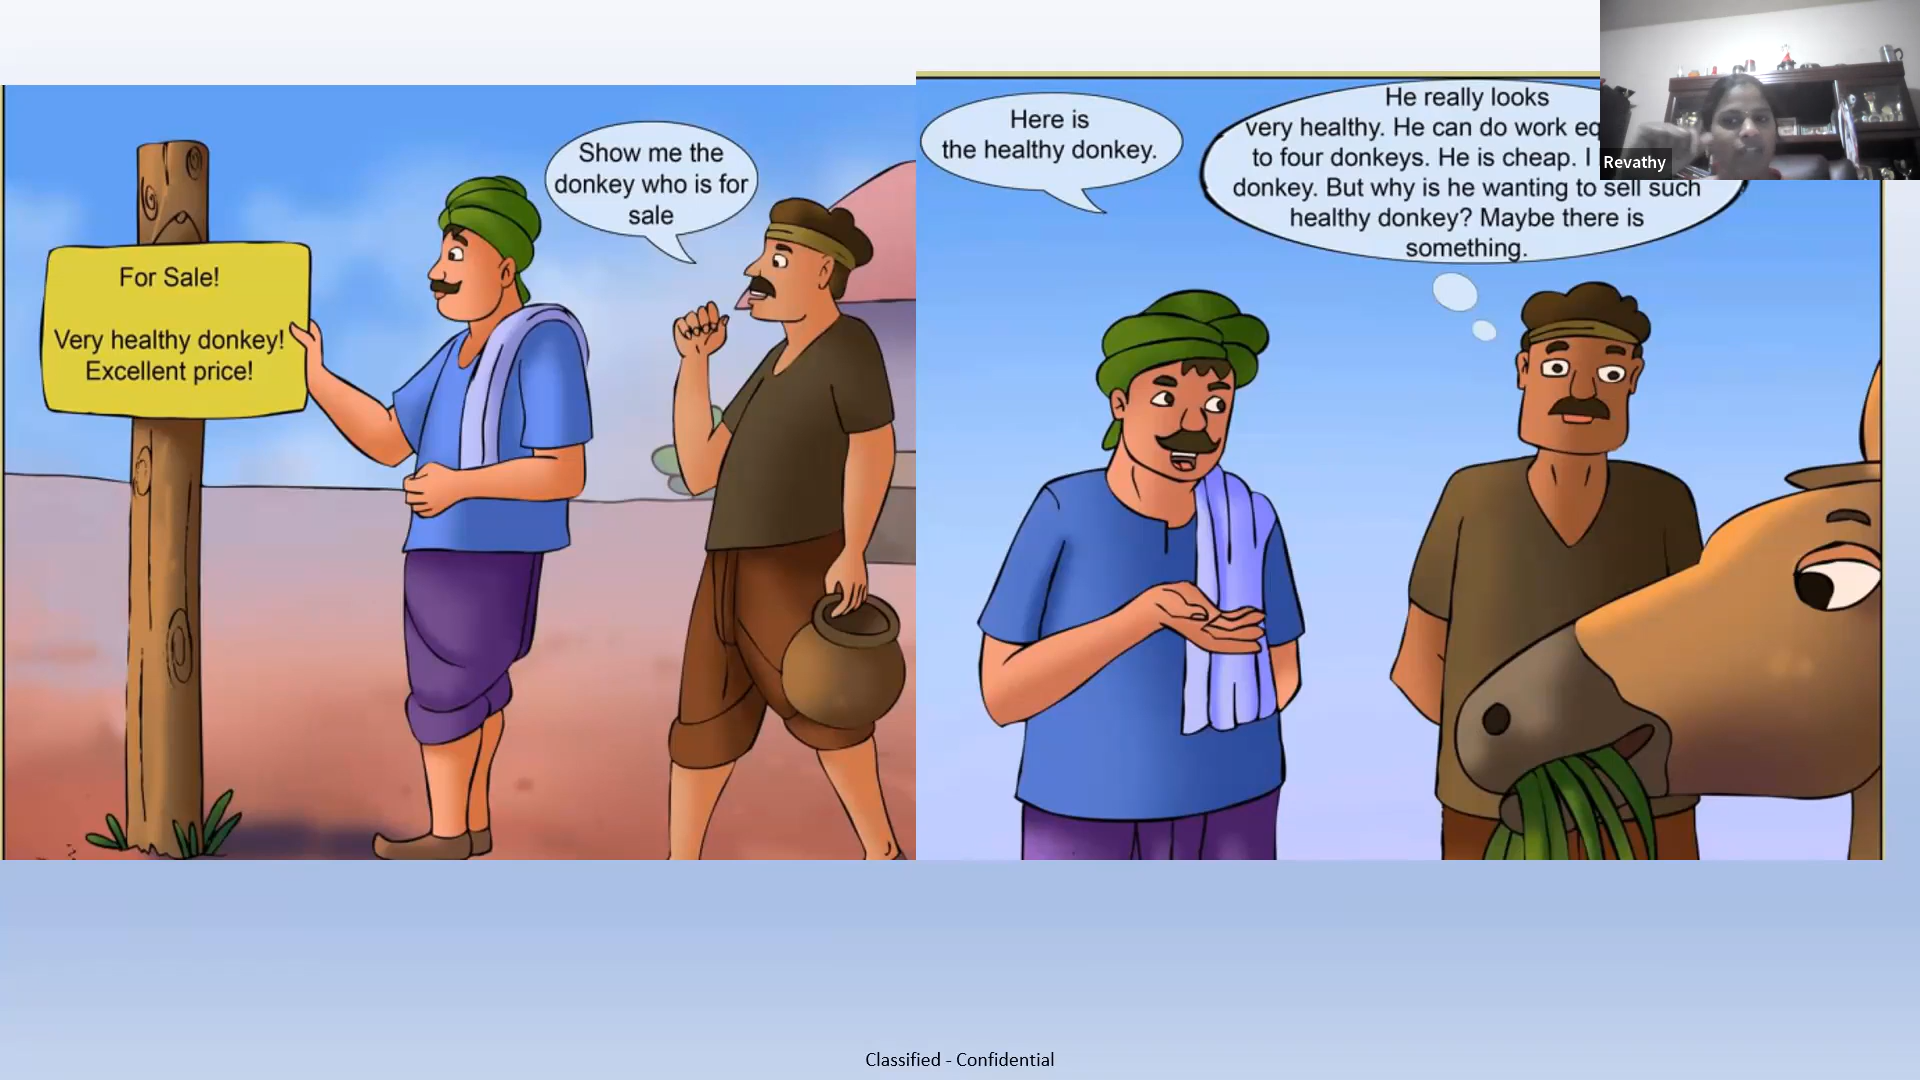 For Sale!
Very healthy donkey!
Excellent price!
Show me the
donkey who is for
sale
Here is
the healthy donkey.
He really looks
very healthy. He can do work
to four donkeys. He is cheap. I
donkey. But why is he wanting to sell such
healthy donkey? Maybe there is
something.
Revathy
Classified - Confidential